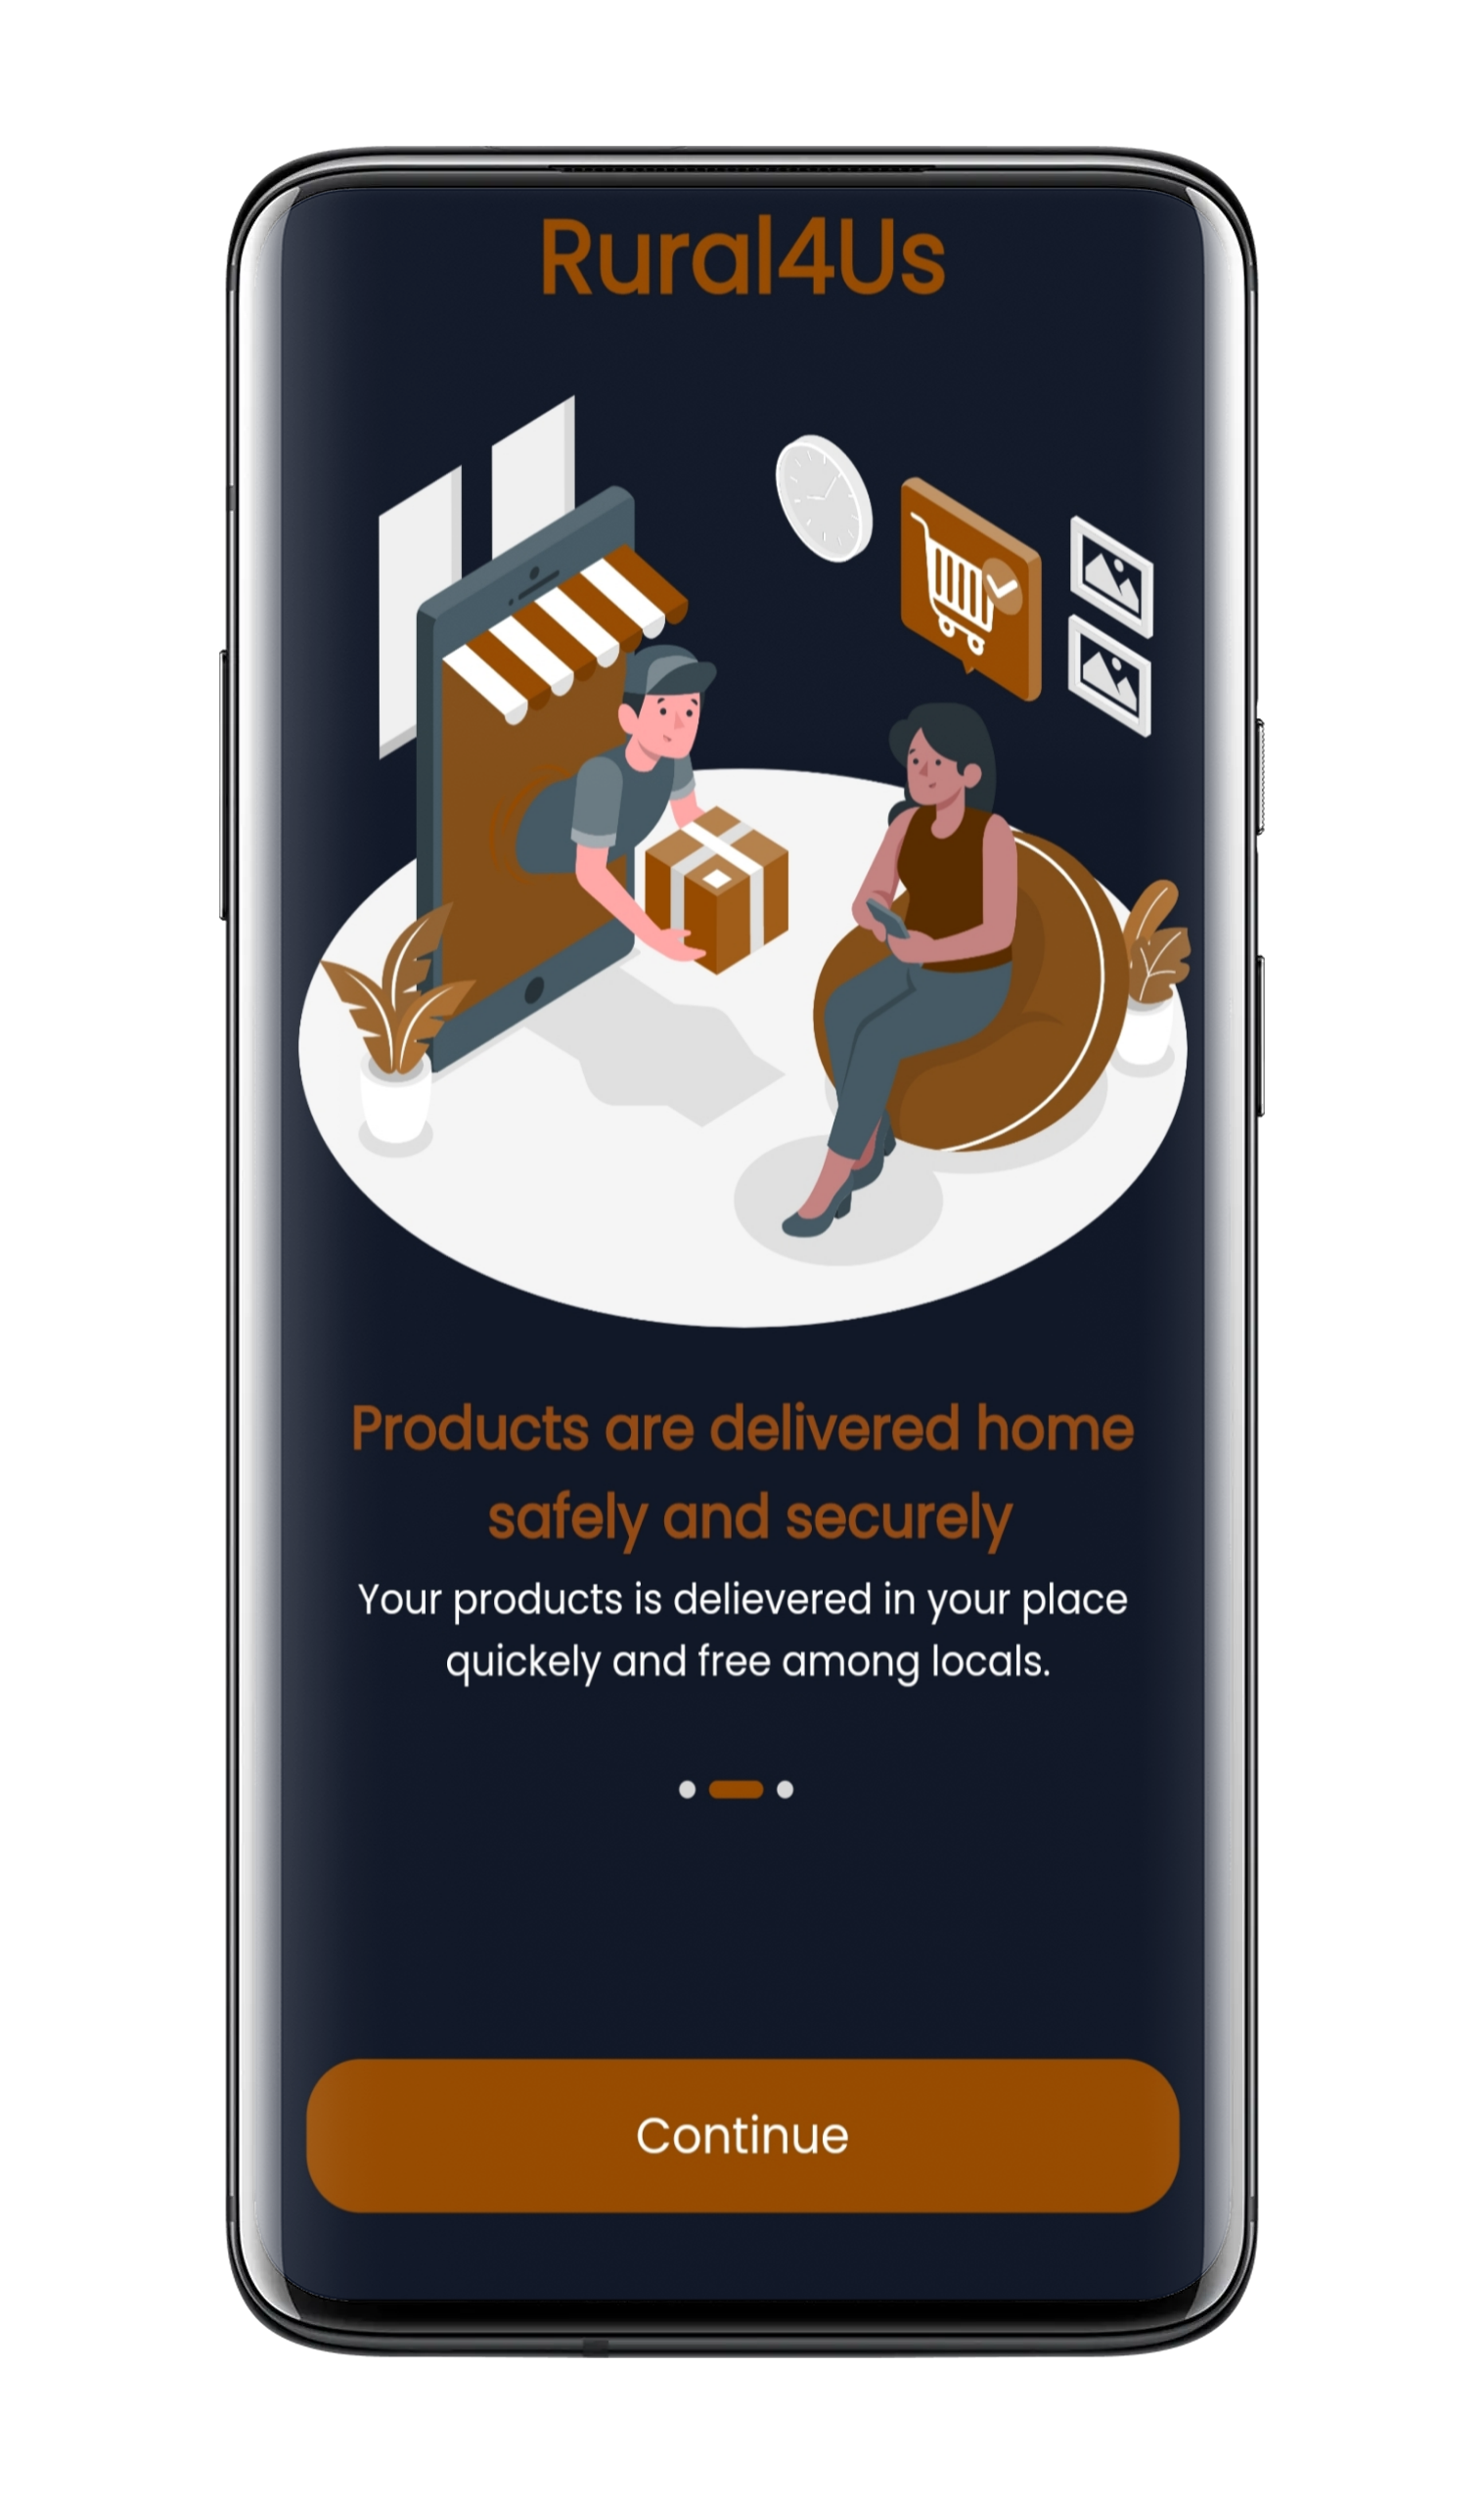 Rural4Us
Products are delivered home
safely and securely
Your products is delievered in your place
quickely and free among locals.
Continue